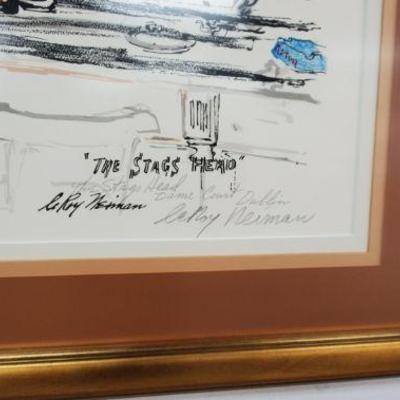 "THE STAGS HEAD"
The Stags Head
Dame Court Dublin
LeRoy Neiman
LeRoy Neiman